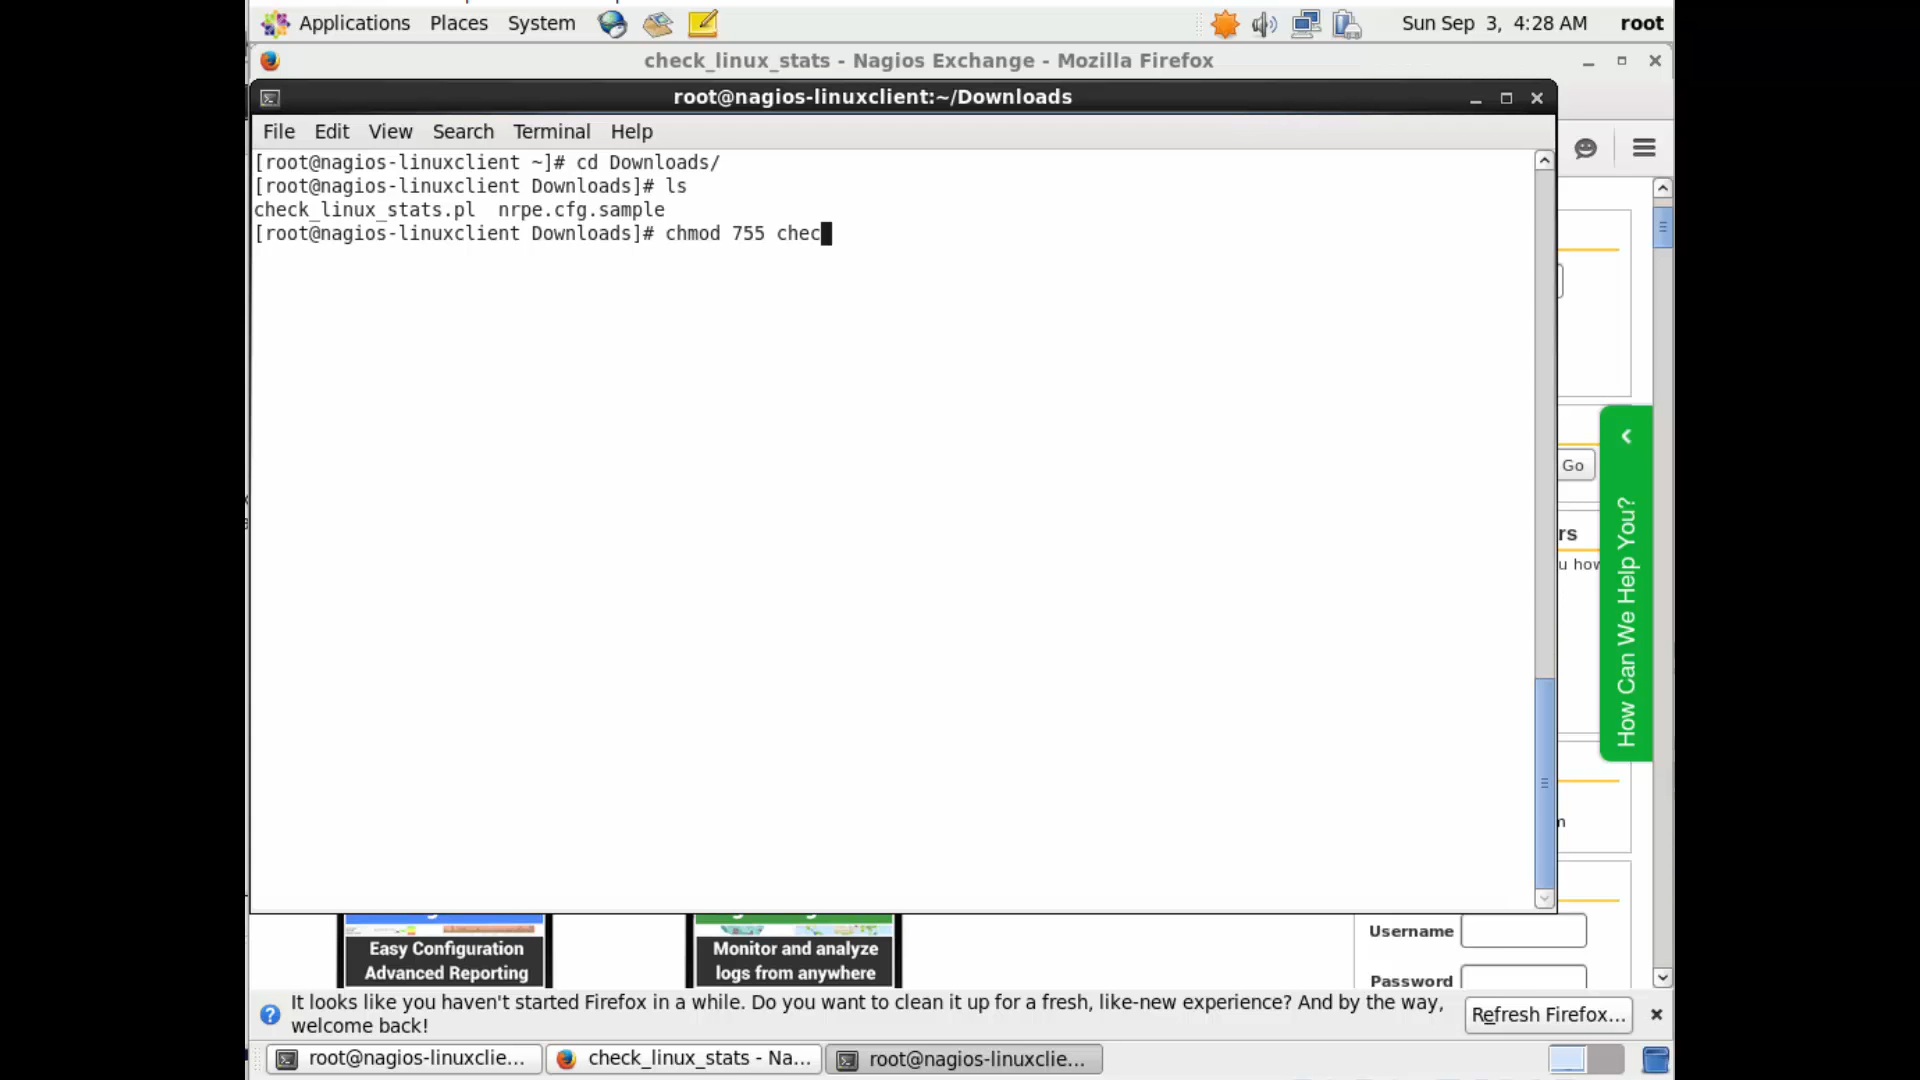 Applications Places System Sun Sep 3, 4:28 AM root
check_linux_stats - Nagios Exchange - Mozilla Firefox
root@nagios-linuxclient:~/Downloads
File Edit View Search Terminal Help
[root@nagios-linuxclient ~]# cd Downloads/
[root@nagios-linuxclient Downloads]# ls
check_linux_stats.pl nrpe.cfg.sample
[root@nagios-linuxclient Downloads]# chmod 755 chec
Go
rs
u how
How Can We Help You?
Easy Configuration
Advanced Reporting
Monitor and analyze
logs from anywhere
Username
Password
It looks like you haven't started Firefox in a while. Do you want to clean it up for a fresh, like-new experience? And by the way,
welcome back!
Refresh Firefox...
root@nagios-linuxclie... check_linux_stats - Na... root@nagios-linuxclie...